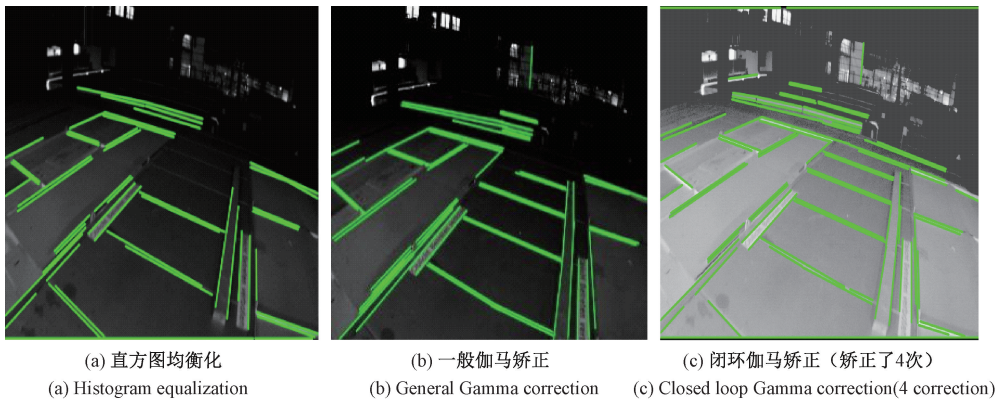 (a) 直方图均衡化
(b) 一般伽马矫正
(c) 闭环伽马矫正（矫正了4次）
(a) Histogram equalization
(b) General Gamma correction
(c) Closed loop Gamma correction(4 correction)